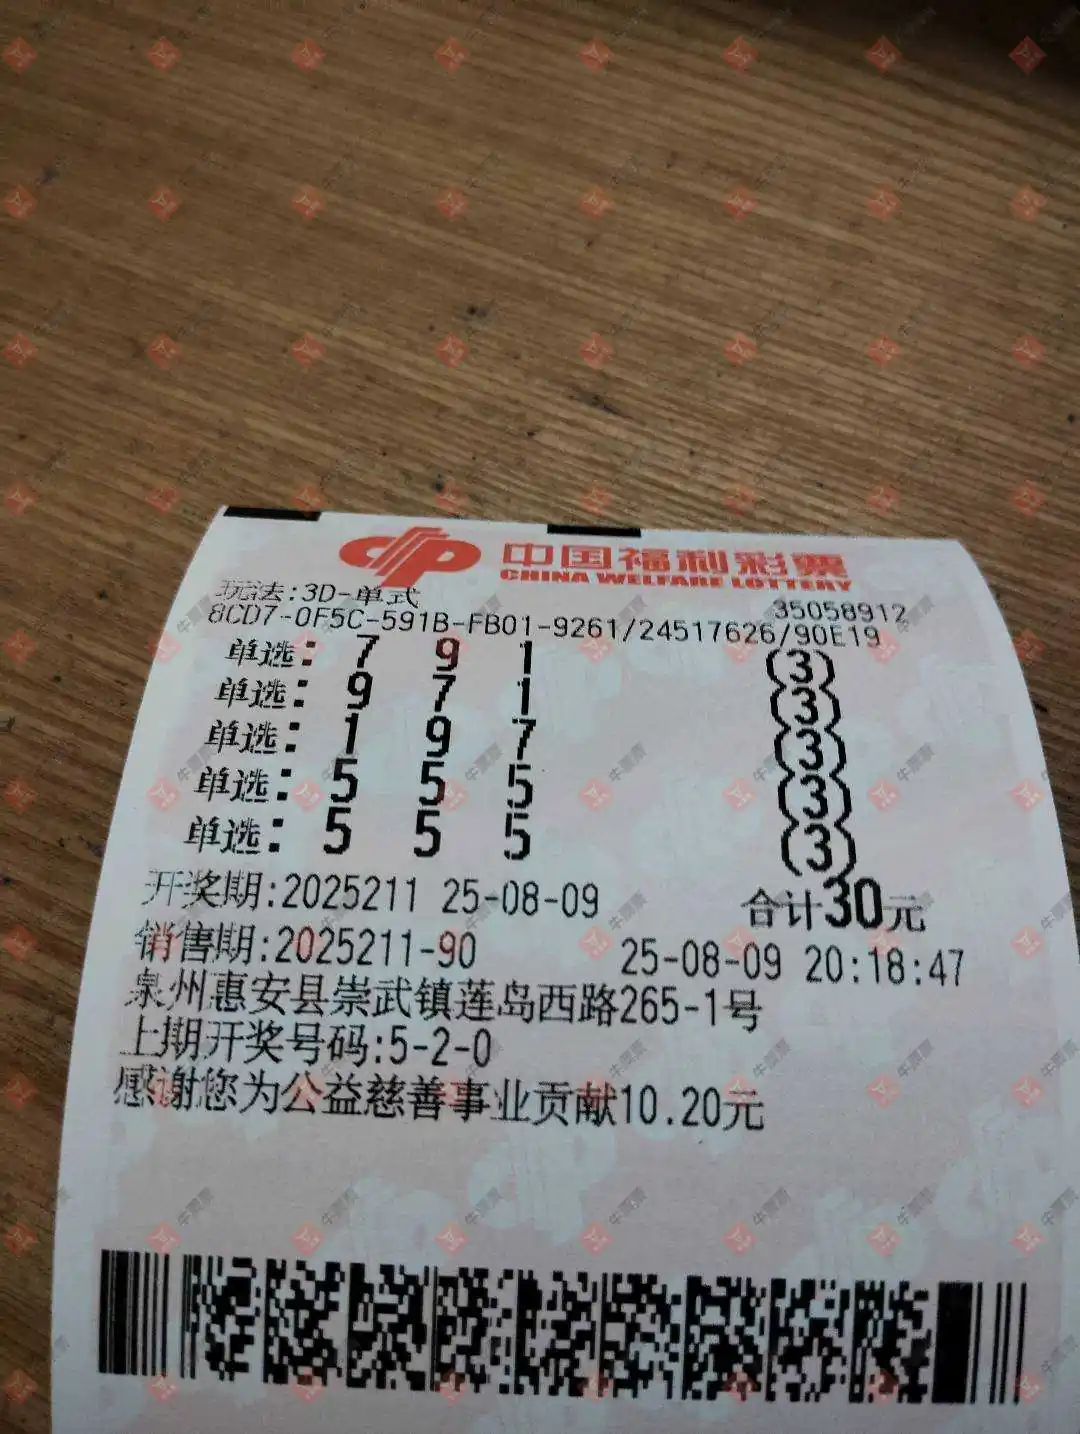 中国福利彩票
CHINA WELFARE LOTTERY
玩法:3D-单式
35058912
8CD7-0F5C-591B-FB01-9261/24517626/90E19
单选: 7 9 1 (3)
单选: 9 7 1 (3)
单选: 1 9 7 (3)
单选: 5 5 5 (3)
单选: 5 5 5 (3)
开奖期:2025211 25-08-09 合计30元
销售期:2025211-90 25-08-09 20:18:47
泉州惠安县崇武镇莲岛西路265-1号
上期开奖号码:5-2-0
感谢您为公益慈善事业贡献10.20元